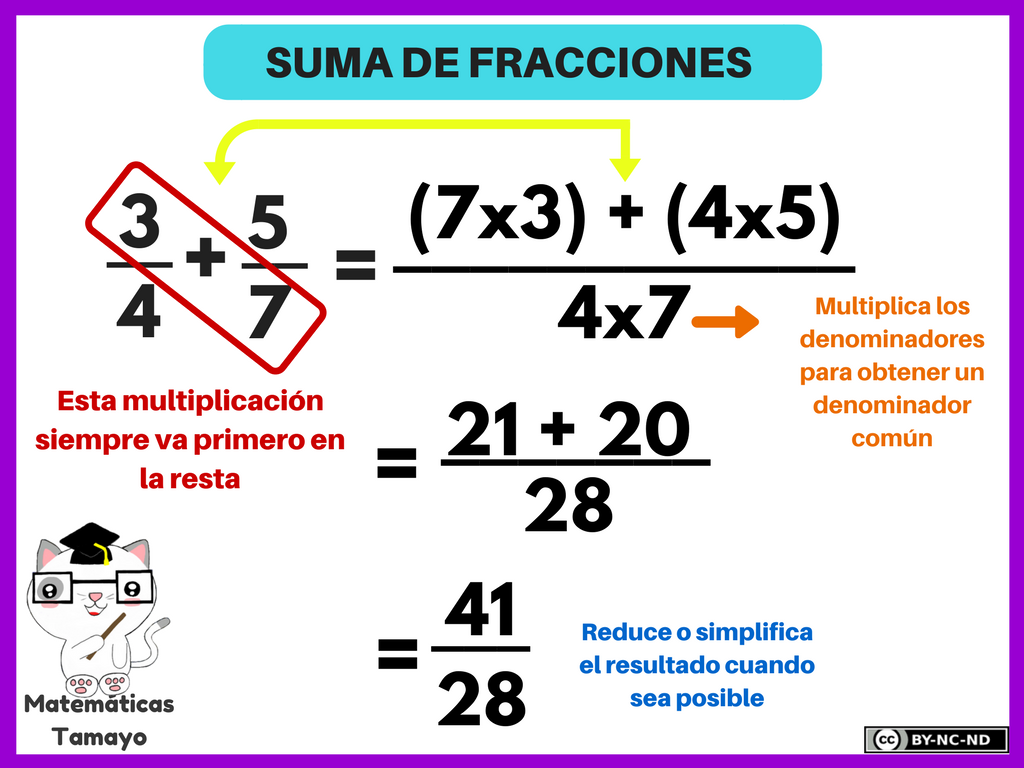 SUMA DE FRACCIONES
3/4 + 5/7 = (7x3) + (4x5)
4x7
Multiplica los
denominadores
para obtener un
denominador
común
Esta multiplicación
siempre va primero en
la resta
= 21 + 20
28
= 41
28
Reduce o simplifica
el resultado cuando
sea posible
Matemáticas
Tamayo
cc BY-NC-ND